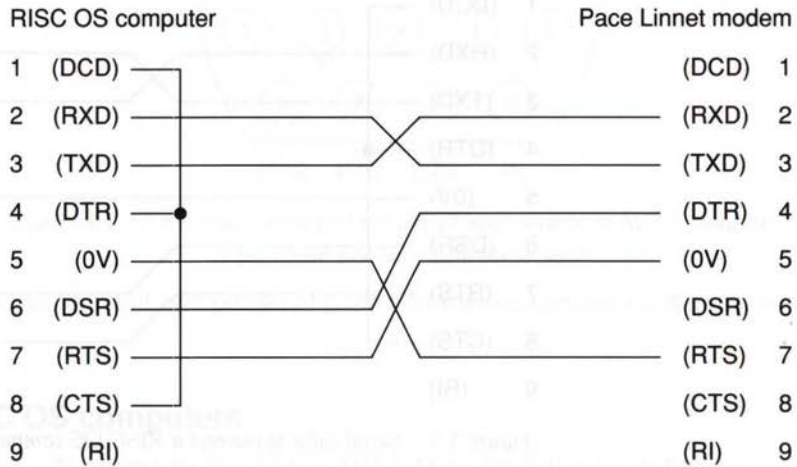 RISC OS computer Pace Linnet modem
1 (DCD) (DCD) 1
2 (RXD) (RXD) 2
3 (TXD) (TXD) 3
4 (DTR) (DTR) 4
5 (0V) (0V) 5
6 (DSR) (DSR) 6
7 (RTS) (RTS) 7
8 (CTS) (CTS) 8
9 (RI) (RI) 9